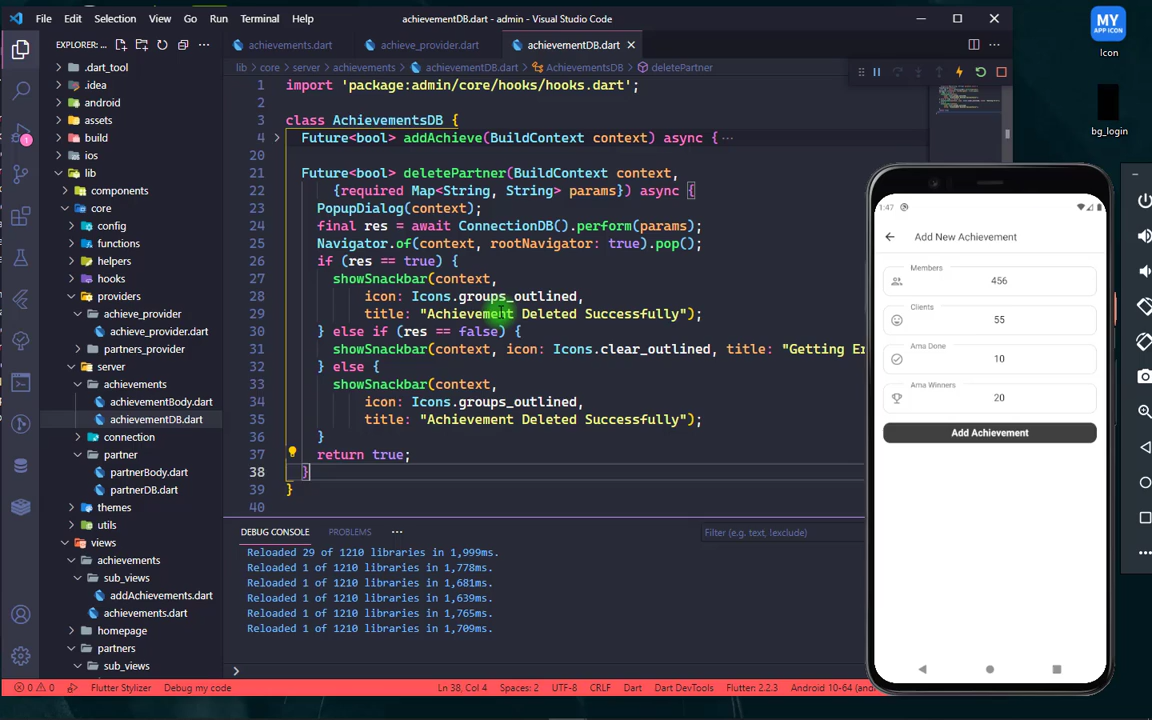 File Edit Selection View Go Run Terminal Help
achievementDB.dart - admin - Visual Studio Code
EXPLORER: ...
achievements.dart
achieve_provider.dart
achievementDB.dart
lib > core > server > achievements > achievementDB.dart > AchievementsDB > deletePartner
.dart_tool
.idea
android
assets
build
ios
lib
components
core
config
functions
helpers
hooks
providers
achieve_provider
achieve_provider.dart
partners_provider
server
achievements
achievementBody.dart
achievementDB.dart
connection
partner
partnerBody.dart
partnerDB.dart
themes
utils
views
achievements
sub_views
addAchievements.dart
achievements.dart
homepage
partners
sub_views
1 import 'package:admin/core/hooks/hooks.dart';
2
3 class AchievementsDB {
4 Future<bool> addAchieve(BuildContext context) async {···
20
21 Future<bool> deletePartner(BuildContext context,
22 {required Map<String, String> params}) async {
23 PopupDialog(context);
24 final res = await ConnectionDB().perform(params);
25 Navigator.of(context, rootNavigator: true).pop();
26 if (res == true) {
27 showSnackbar(context,
28 icon: Icons.groups_outlined,
29 title: "Achievement Deleted Successfully");
30 } else if (res == false) {
31 showSnackbar(context, icon: Icons.clear_outlined, title: "Getting Er
32 } else {
33 showSnackbar(context,
34 icon: Icons.groups_outlined,
35 title: "Achievement Deleted Successfully");
36 }
37 return true;
38 }
39 }
40
DEBUG CONSOLE PROBLEMS ···
Filter (e.g. text, !exclude)
Reloaded 29 of 1210 libraries in 1,999ms.
Reloaded 1 of 1210 libraries in 1,778ms.
Reloaded 1 of 1210 libraries in 1,681ms.
Reloaded 1 of 1210 libraries in 1,639ms.
Reloaded 1 of 1210 libraries in 1,765ms.
Reloaded 1 of 1210 libraries in 1,709ms.
0 0 Flutter Stylizer Debug my code Ln 38, Col 4 Spaces: 2 UTF-8 CRLF Dart Dart DevTools Flutter: 2.2.3 Android 10-64 (andr
MY
APP ICON
Icon
bg_login
1:47
Add New Achievement
Members
456
Clients
55
Ama Done
10
Ama Winners
20
Add Achievement
1